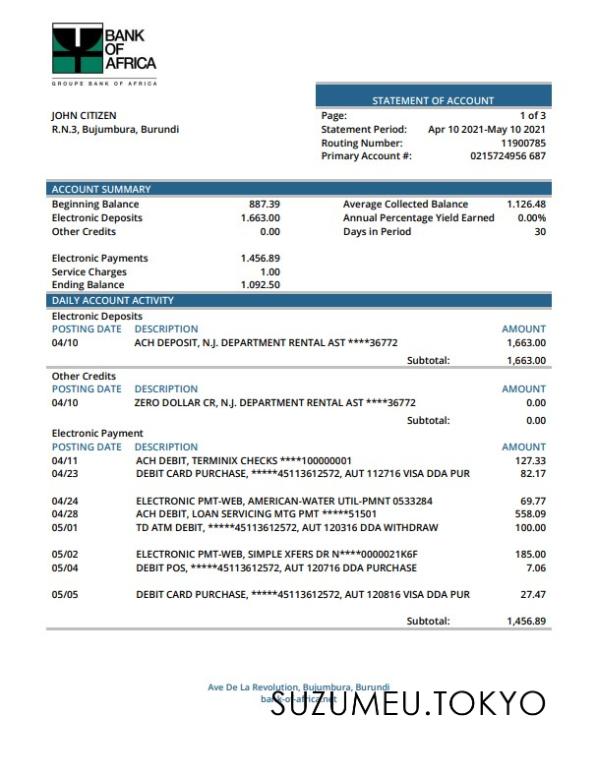 BANK
OF
AFRICA
GROUPE BANK OF AFRICA
STATEMENT OF ACCOUNT
JOHN CITIZEN
R.N.3, Bujumbura, Burundi
Page: 1 of 3
Statement Period: Apr 10 2021-May 10 2021
Routing Number: 11900785
Primary Account #: 0215724956 687
ACCOUNT SUMMARY
Beginning Balance 887.39 Average Collected Balance 1.126.48
Electronic Deposits 1.663.00 Annual Percentage Yield Earned 0.00%
Other Credits 0.00 Days in Period 30
Electronic Payments 1.456.89
Service Charges 1.00
Ending Balance 1.092.50
DAILY ACCOUNT ACTIVITY
Electronic Deposits
POSTING DATE DESCRIPTION AMOUNT
04/10 ACH DEPOSIT, N.J. DEPARTMENT RENTAL AST ****36772 1,663.00
Subtotal: 1,663.00
Other Credits
POSTING DATE DESCRIPTION AMOUNT
04/10 ZERO DOLLAR CR, N.J. DEPARTMENT RENTAL AST ****36772 0.00
Subtotal: 0.00
Electronic Payment
POSTING DATE DESCRIPTION AMOUNT
04/11 ACH DEBIT, TERMINIX CHECKS ****100000001 127.33
04/23 DEBIT CARD PURCHASE, *****45113612572, AUT 112716 VISA DDA PUR 82.17
04/24 ELECTRONIC PMT-WEB, AMERICAN-WATER UTIL-PMNT 0533284 69.77
04/28 ACH DEBIT, LOAN SERVICING MTG PMT *****51501 558.09
05/01 TD ATM DEBIT, *****45113612572, AUT 120316 DDA WITHDRAW 100.00
05/02 ELECTRONIC PMT-WEB, SIMPLE XFERS DR N****0000021K6F 185.00
05/04 DEBIT POS, *****45113612572, AUT 120716 DDA PURCHASE 7.06
05/05 DEBIT CARD PURCHASE, *****45113612572, AUT 120816 VISA DDA PUR 27.47
Subtotal: 1,456.89
Ave De La Revolution, Bujumbura, Burundi
bank-of-africa.net
SUZUMEU.TOKYO